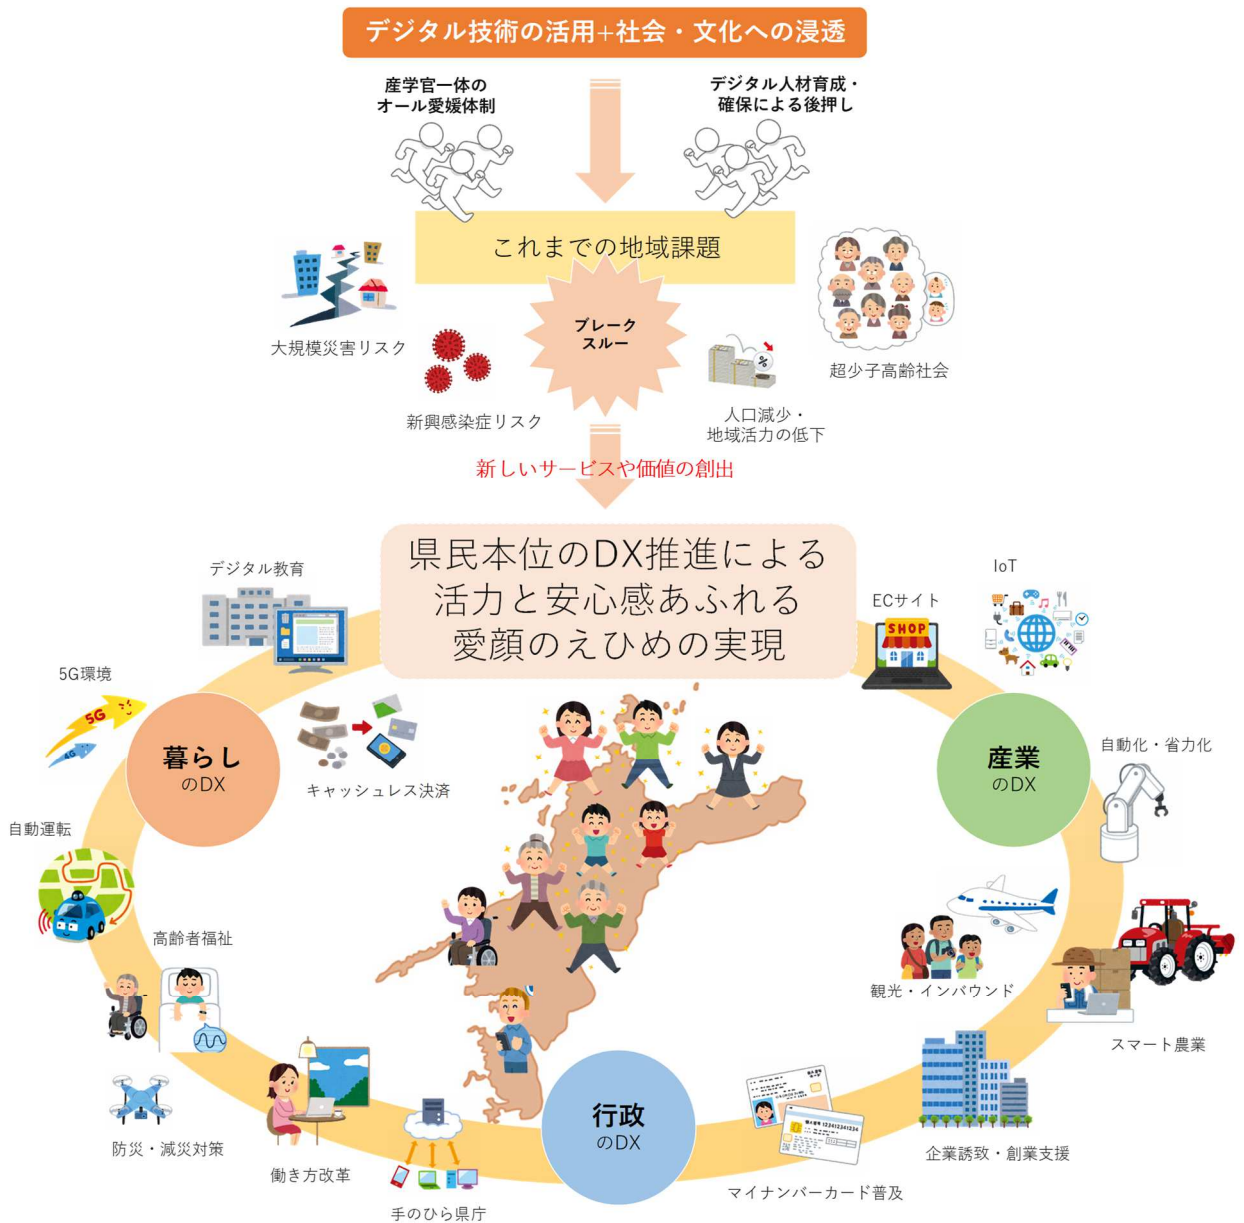 デジタル技術の活用+社会・文化への浸透
産学官一体の
オール愛媛体制
デジタル人材育成・
確保による後押し
これまでの地域課題
ブレーク
スルー
大規模災害リスク
新興感染症リスク
%
人口減少・
地域活力の低下
超少子高齢社会
新しいサービスや価値の創出
県民本位のDX推進による
活力と安心感あふれる
愛顔のえひめの実現
デジタル教育
5G環境
5G
4G
暮らし
のDX
キャッシュレス決済
自動運転
高齢者福祉
防災・減災対策
働き方改革
手のひら県庁
行政
のDX
マイナンバーカード普及
123412341234
企業誘致・創業支援
観光・インバウンド
スマート農業
自動化・省力化
産業
のDX
ECサイト
SHOP
IoT